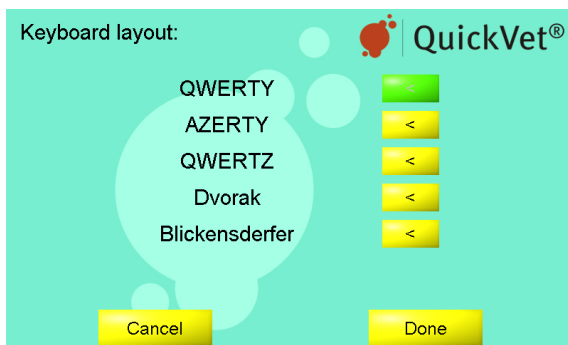 Keyboard layout:
QuickVet®
QWERTY <
AZERTY <
QWERTZ <
Dvorak <
Blickensderfer <
Cancel Done